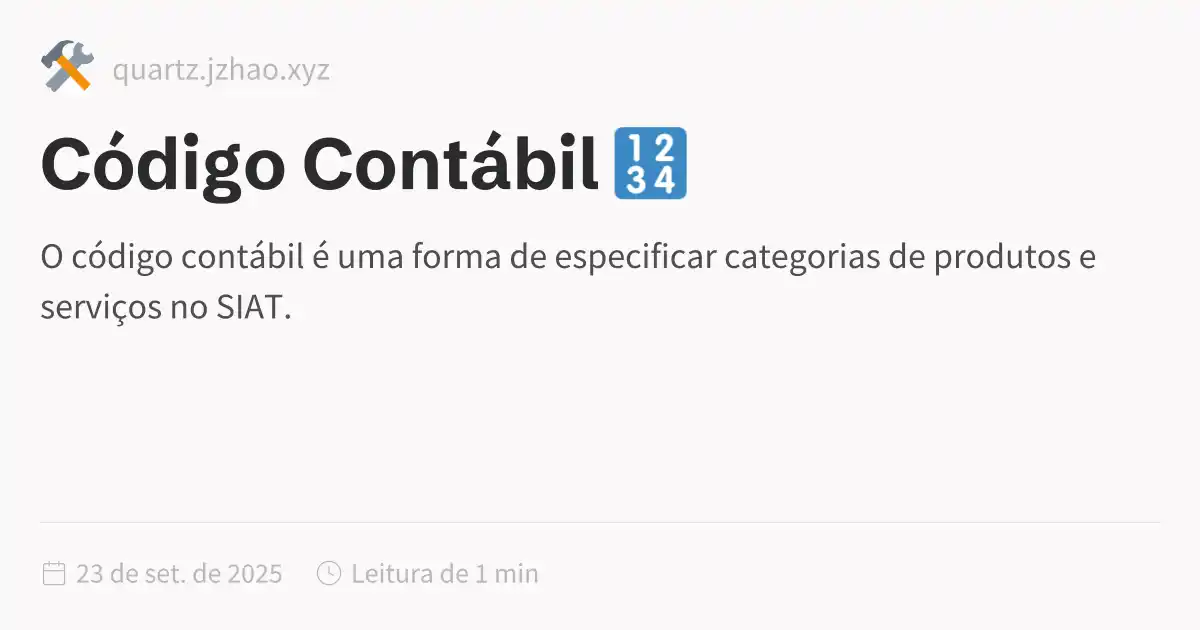 quartz.jzhao.xyz
Código Contábil 🔢
O código contábil é uma forma de especificar categorias de produtos e
serviços no SIAT.
23 de set. de 2025 Leitura de 1 min